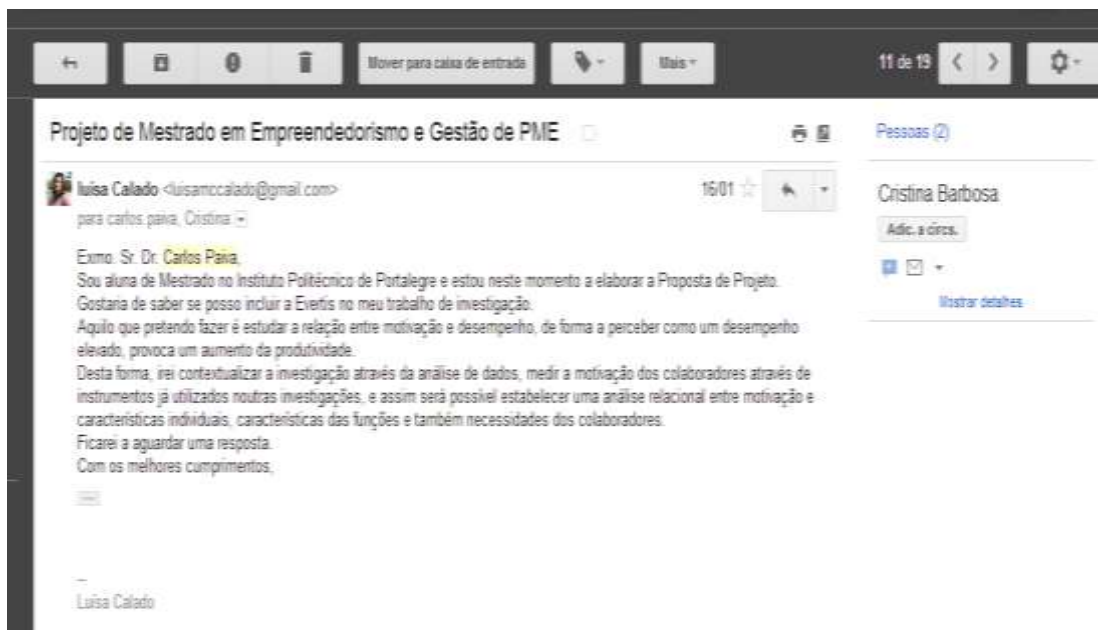 Mover para caixa de entrada
Mais
11 de 19
Projeto de Mestrado em Empreendedorismo e Gestão de PME
Pessoas (2)
luisa Calado <luisamccalado@gmail.com>
16/01
para carlos.paiva, Cristina
Cristina Barbosa
Adic. a círcs.
Mostrar detalhes
Exmo. Sr. Dr. Carlos Paiva,
Sou aluna de Mestrado no Instituto Politécnico de Portalegre e estou neste momento a elaborar a Proposta de Projeto.
Gostaria de saber se posso incluir a Evertis no meu trabalho de investigação.
Aquilo que pretendo fazer é estudar a relação entre motivação e desempenho, de forma a perceber como um desempenho
elevado, provoca um aumento da produtividade.
Desta forma, irei contextualizar a investigação através da análise de dados, medir a motivação dos colaboradores através de
instrumentos já utilizados noutras investigações, e assim será possível estabelecer uma análise relacional entre motivação e
características individuais, características das funções e também necessidades dos colaboradores.
Ficarei a aguardar uma resposta.
Com os melhores cumprimentos,
--
Luísa Calado